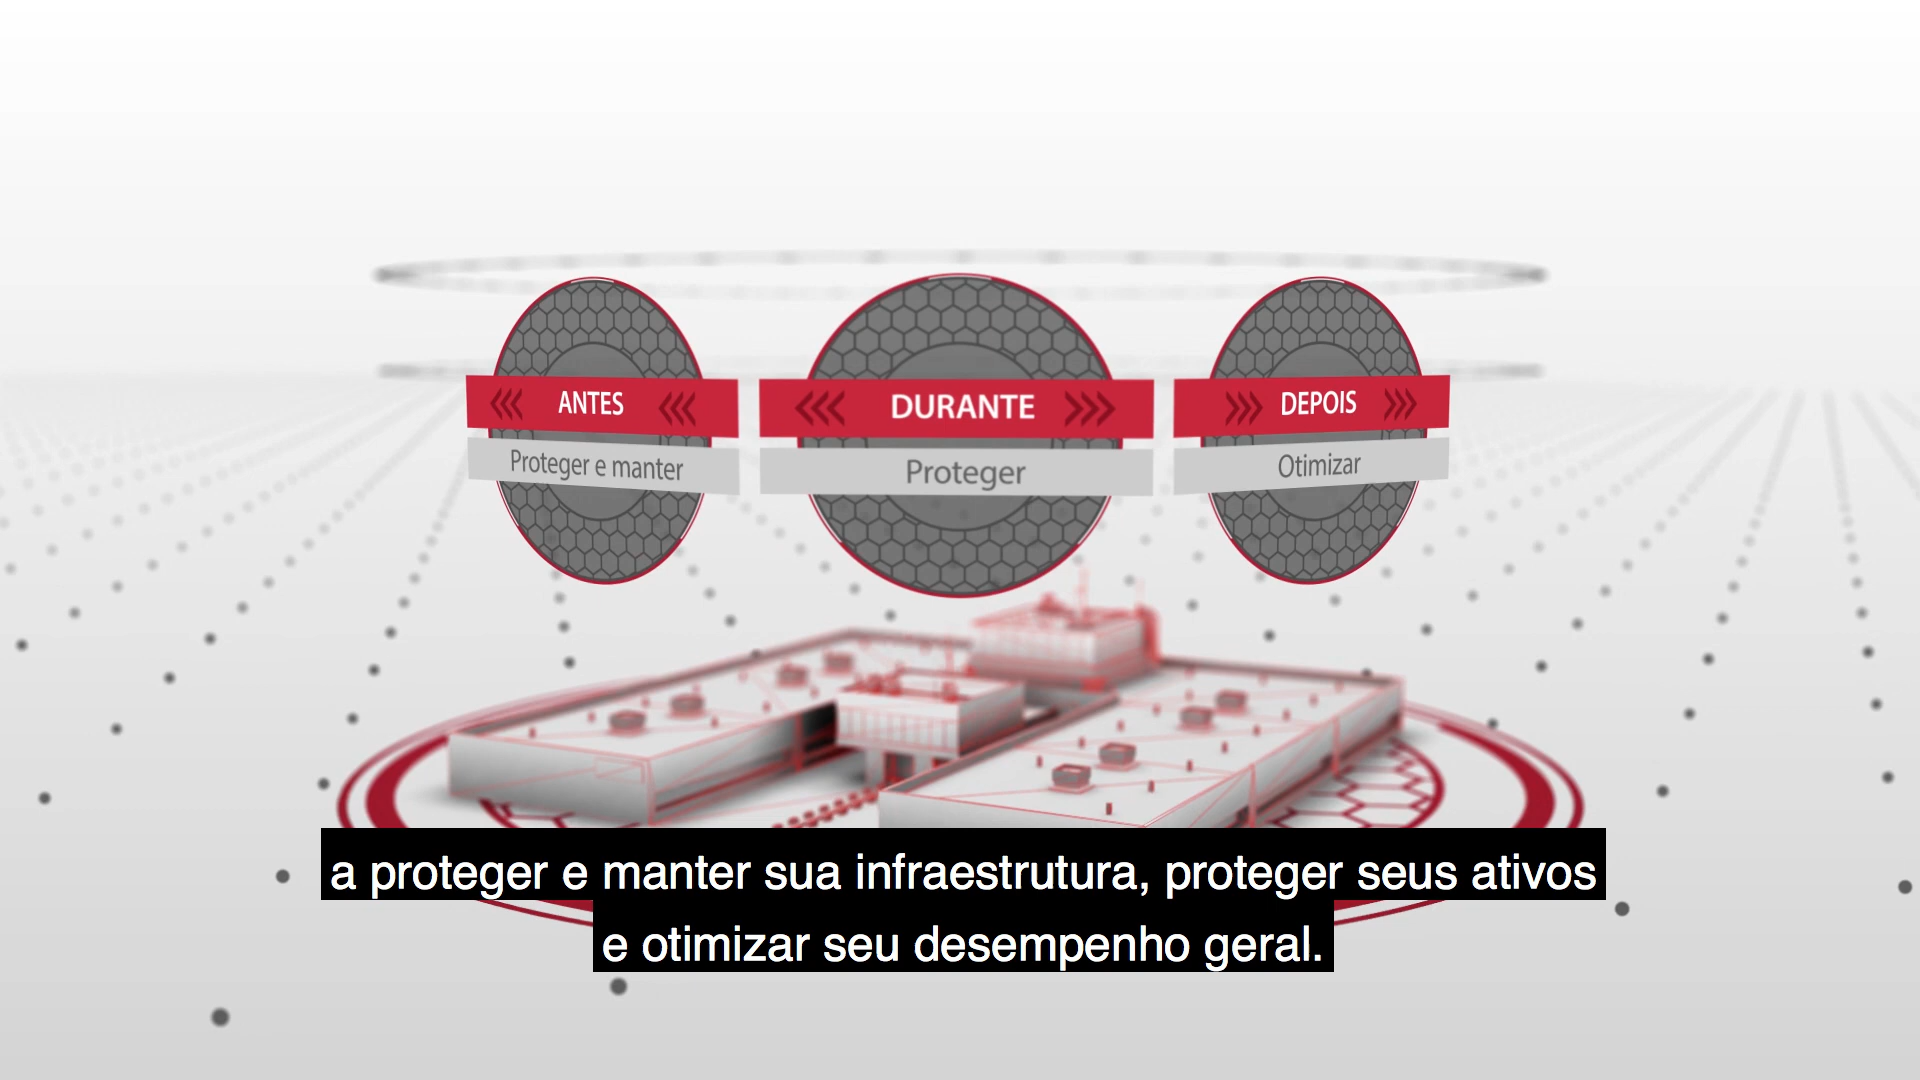 ANTES
Proteger e manter
DURANTE
Proteger
DEPOIS
Otimizar
a proteger e manter sua infraestrutura, proteger seus ativos
e otimizar seu desempenho geral.